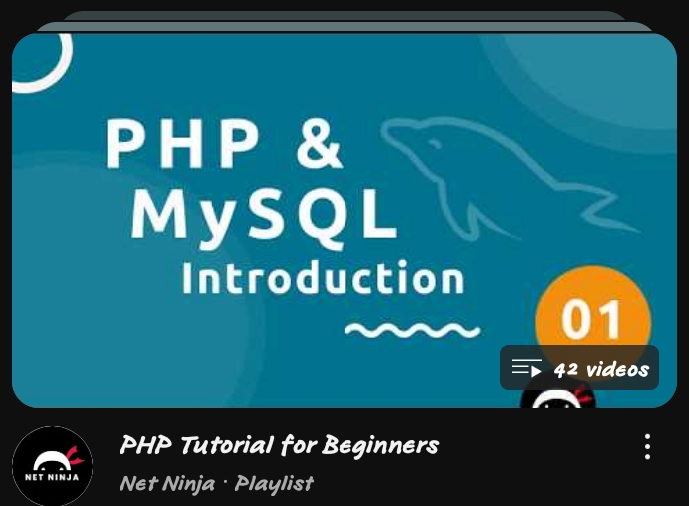 PHP &
MySQL
Introduction
01
42 videos
NET NINJA
PHP Tutorial for Beginners
Net Ninja · Playlist